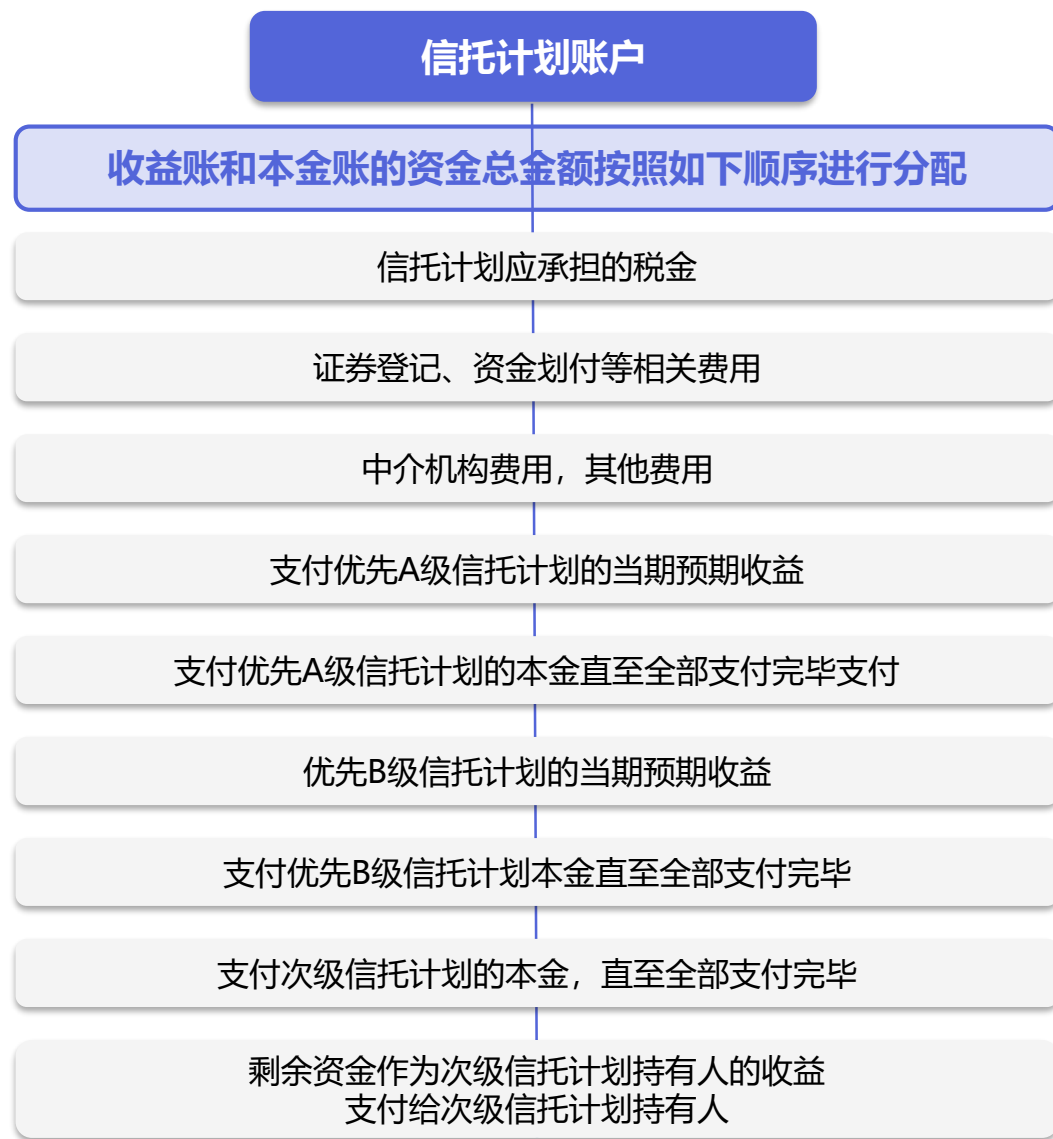 信托计划账户
收益账和本金账的资金总金额按照如下顺序进行分配
信托计划应承担的税金
证券登记、资金划付等相关费用
中介机构费用，其他费用
支付优先A级信托计划的当期预期收益
支付优先A级信托计划的本金直至全部支付完毕支付
优先B级信托计划的当期预期收益
支付优先B级信托计划本金直至全部支付完毕
支付次级信托计划的本金，直至全部支付完毕
剩余资金作为次级信托计划持有人的收益
支付给次级信托计划持有人